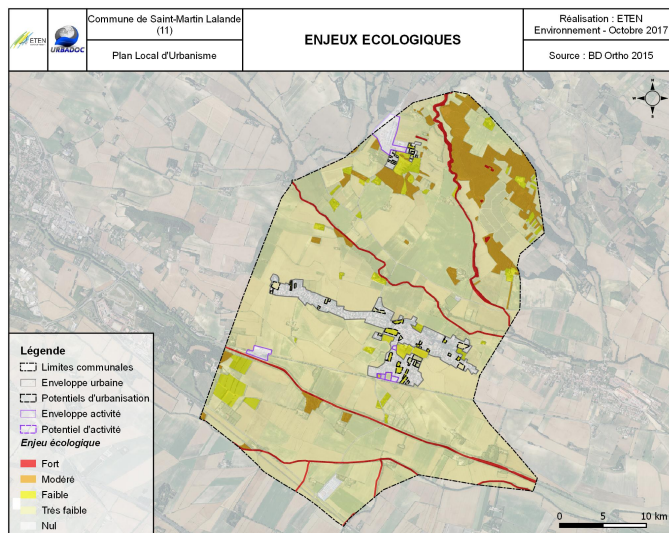 ETEN
URBADOC
Commune de Saint-Martin Lalande
(11)
Plan Local d'Urbanisme
ENJEUX ECOLOGIQUES
Réalisation : ETEN
Environnement - Octobre 2017
Source : BD Ortho 2015
N
W
E
S
Légende
Limites communales
Enveloppe urbaine
Potentiels d'urbanisation
Enveloppe activité
Potentiel d'activité
Enjeu écologique
Fort
Modéré
Faible
Très faible
Nul
0 5 10 km